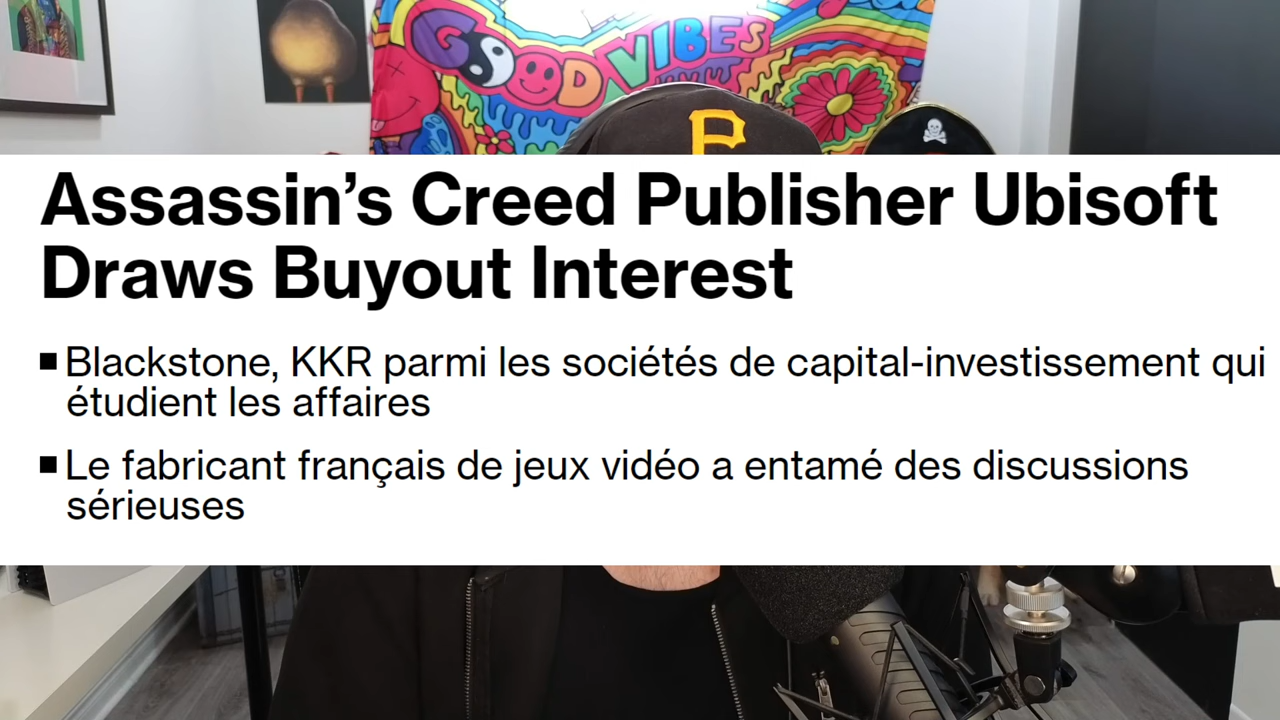 GOOD VIBES
P
Assassin's Creed Publisher Ubisoft
Draws Buyout Interest
Blackstone, KKR parmi les sociétés de capital-investissement qui
étudient les affaires
Le fabricant français de jeux vidéo a entamé des discussions
sérieuses